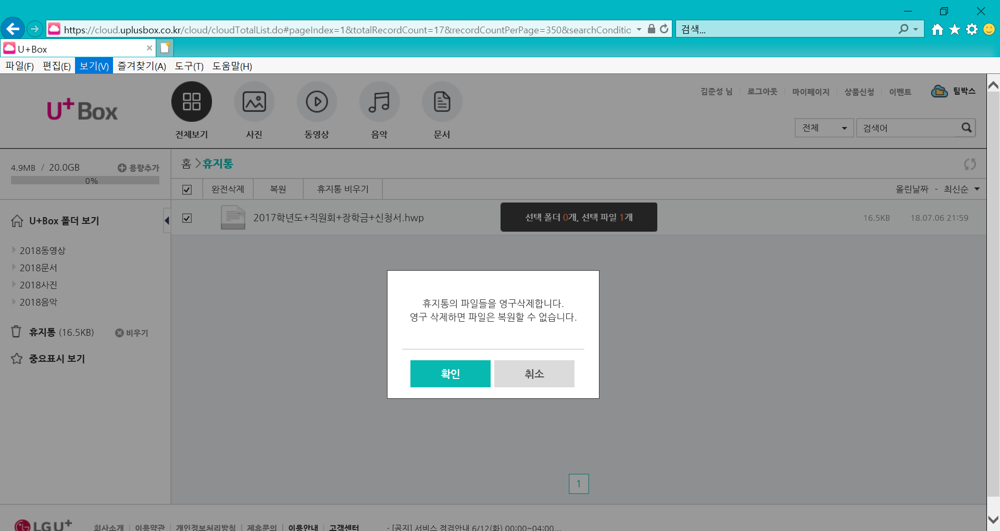 https://cloud.uplusbox.co.kr/cloud/cloudTotalList.do#pageIndex=1&totalRecordCount=17&recordCountPerPage=350&searchConditio
검색...
U+Box
파일(F) 편집(E) 보기(V) 즐겨찾기(A) 도구(T) 도움말(H)
U+Box
전체보기
사진
동영상
음악
문서
김준성 님 로그아웃 마이페이지 상품신청 이벤트 팀박스
전체
검색어
4.9MB / 20.0GB
용량추가
0%
홈 >휴지통
완전삭제 복원 휴지통 비우기
올린날짜 - 최신순
U+Box 폴더 보기
2017학년도+직원회+장학금+신청서.hwp
선택 폴더 0개, 선택 파일 1개
16.5KB 18.07.06 21:59
2018동영상
2018문서
2018사진
2018음악
휴지통 (16.5KB)
비우기
중요표시 보기
휴지통의 파일들을 영구삭제합니다.
영구 삭제하면 파일은 복원할 수 없습니다.
확인
취소
1
LG U+
회사소개 이용약관 개인정보처리방침 제휴문의 이용안내 고객센터
- [공지] 서비스 점검안내 6/12(화) 00:00~04:00...